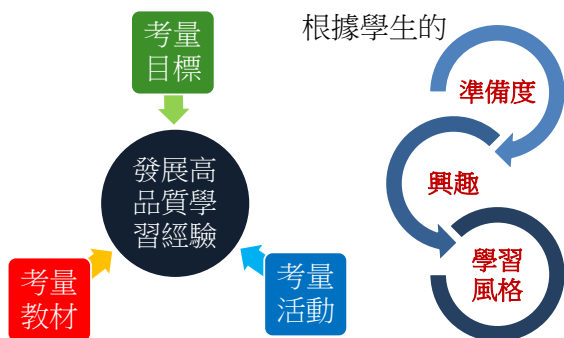 考量
目標
發展高
品質學
習經驗
考量
教材
考量
活動
根據學生的
準備度
興趣
學習
風格